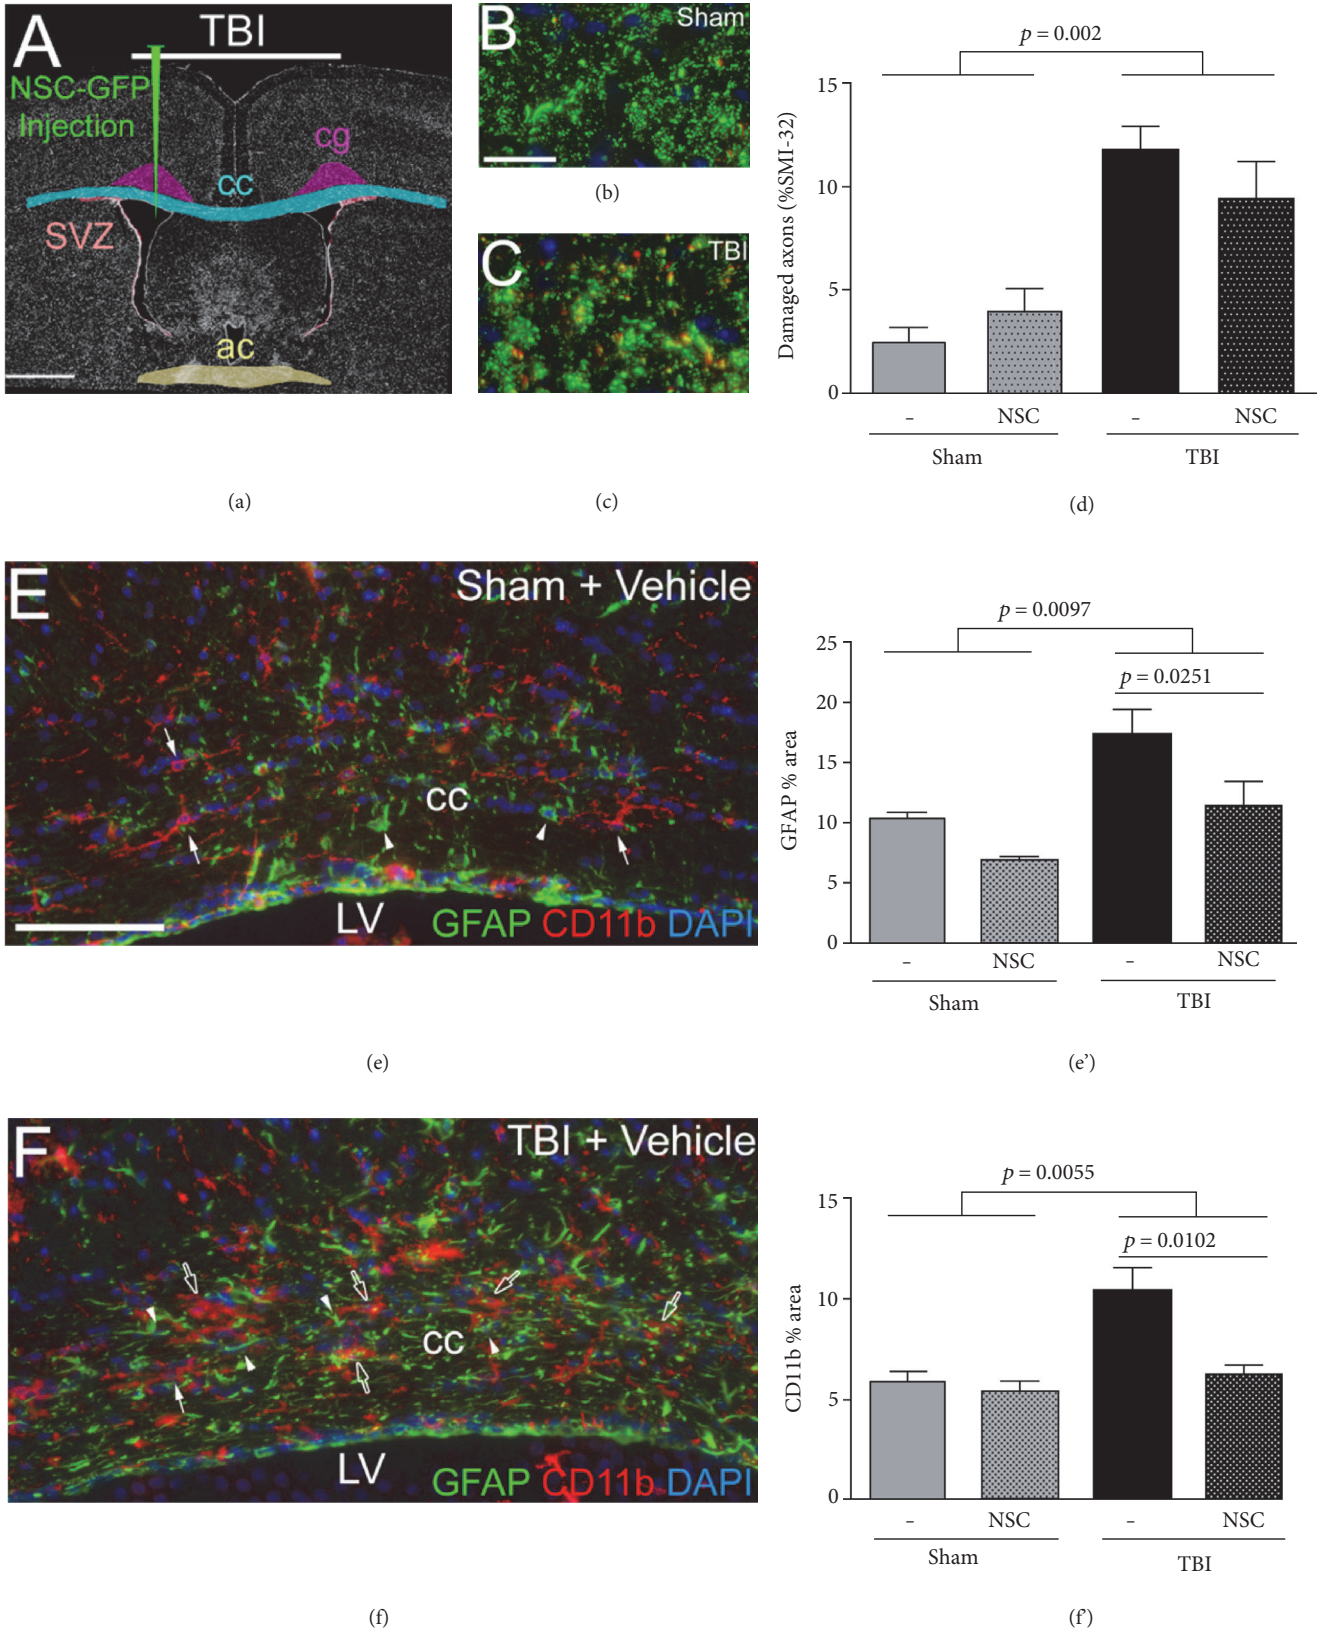 A
TBI
NSC-GFP
Injection
cg
cc
SVZ
ac
(a)
B
Sham
(b)
C
TBI
(c)
p = 0.002
Damaged axons (%SMI-32)
15
10
5
0
– NSC – NSC
Sham TBI
(d)
E
Sham + Vehicle
cc
LV
GFAP CD11b DAPI
(e)
p = 0.0097
p = 0.0251
GFAP % area
25
20
15
10
5
0
– NSC – NSC
Sham TBI
(e')
F
TBI + Vehicle
cc
LV
GFAP CD11b DAPI
(f)
p = 0.0055
p = 0.0102
CD11b % area
15
10
5
0
– NSC – NSC
Sham TBI
(f')